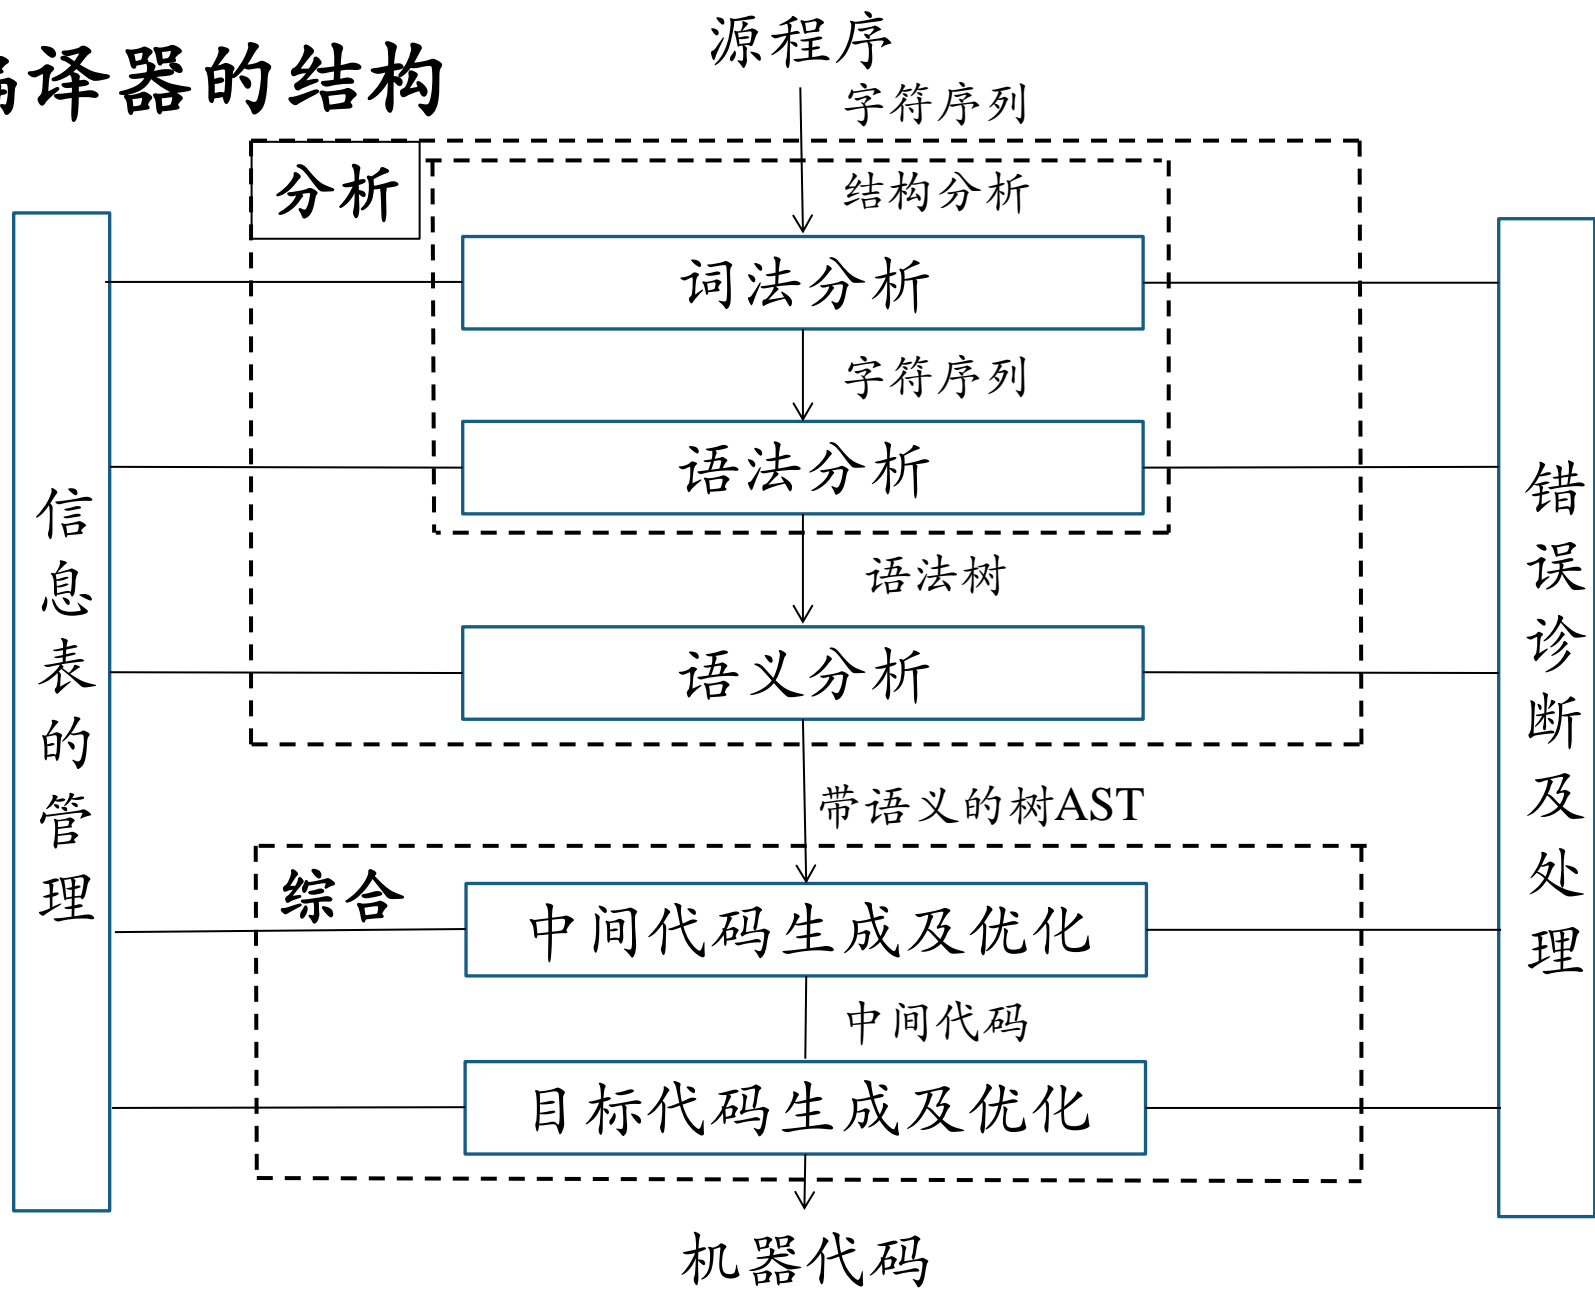 编译器的结构
源程序
字符序列
分析
结构分析
词法分析
字符序列
语法分析
语法树
语义分析
带语义的树AST
综合
中间代码生成及优化
中间代码
目标代码生成及优化
机器代码
信息表的管理
错误诊断及处理